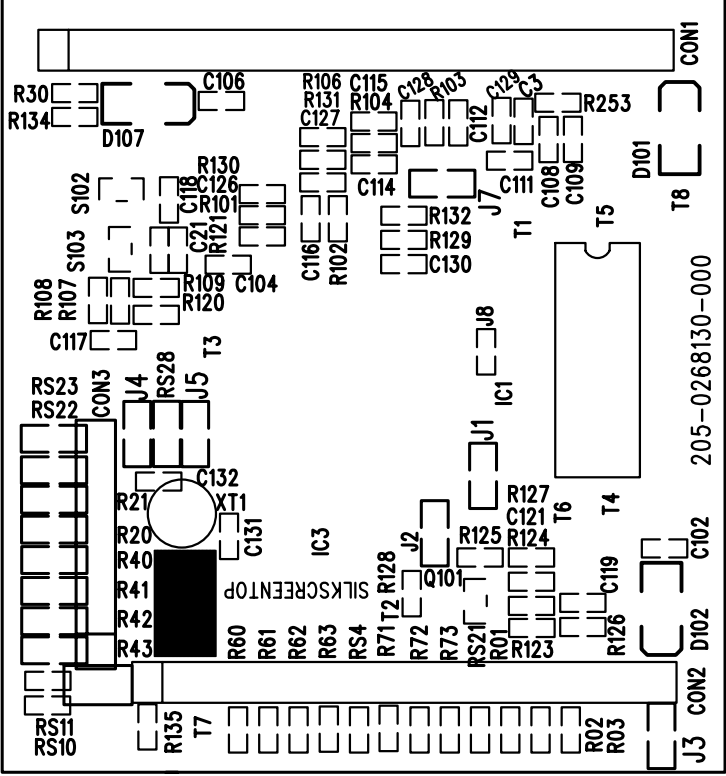 CON1
R30
R134
D107
C106
R106
R131
C127
C115
R104
C128
R103
C112
C129
C3
R253
D101
T8
C114
C111
C108
C109
J7
T1
T5
S102
C118
R130
C126
R101
R121
C21
S103
C116
R102
R132
R129
C130
C104
R108
R107
R109
R120
C117
T3
J8
IC1
205-0268130-000
RS23
RS22
CON3
J4
RS28
J5
C132
XT1
J1
R21
R20
R40
R41
R42
R43
C131
IC3
SILKSCREENTOP
J2
Q101
R125
R127
C121
R124
T6
T4
C102
R128
T2
RS21
C119
R126
D102
R123
R60
R61
R62
R63
RS4
R71
R72
R73
R01
CON2
RS11
RS10
R135
T7
R02
R03
J3